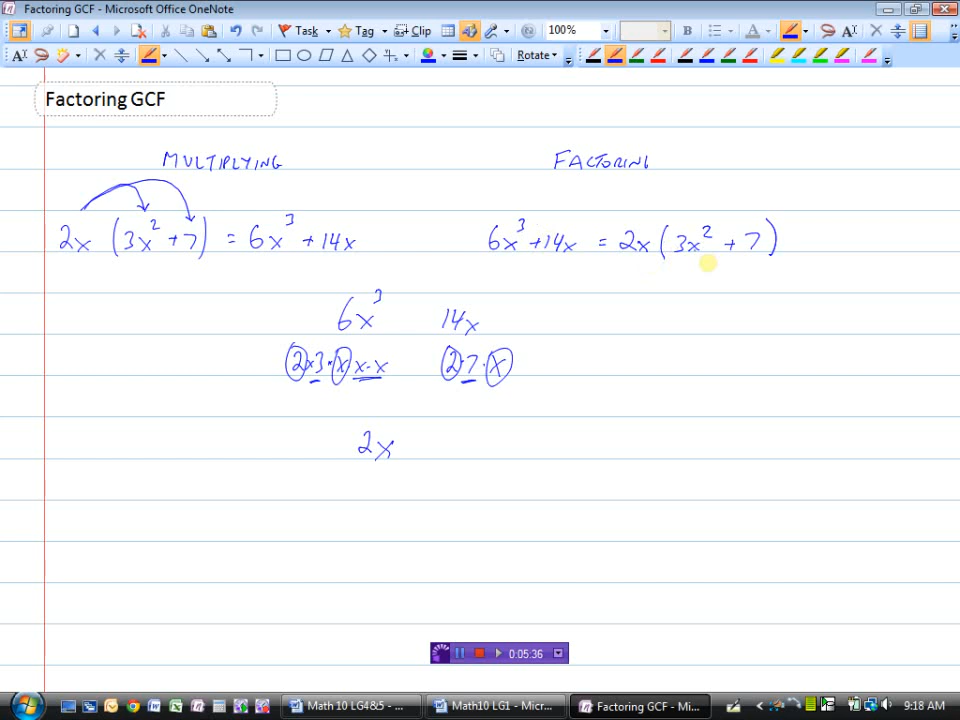 Factoring GCF - Microsoft Office OneNote
Task Tag Clip 100% B A
Rotate
Factoring GCF
MULTIPLYING FACTORING
2x (3x² + 7) = 6x³ + 14x 6x³ + 14x = 2x (3x² + 7)
6x³ 14x
2×3·x x·x 2·7·x
2x
0:05:36
Math 10 LG4&5 - ... Math10 LG1 - Micr... Factoring GCF - Mi... 9:18 AM